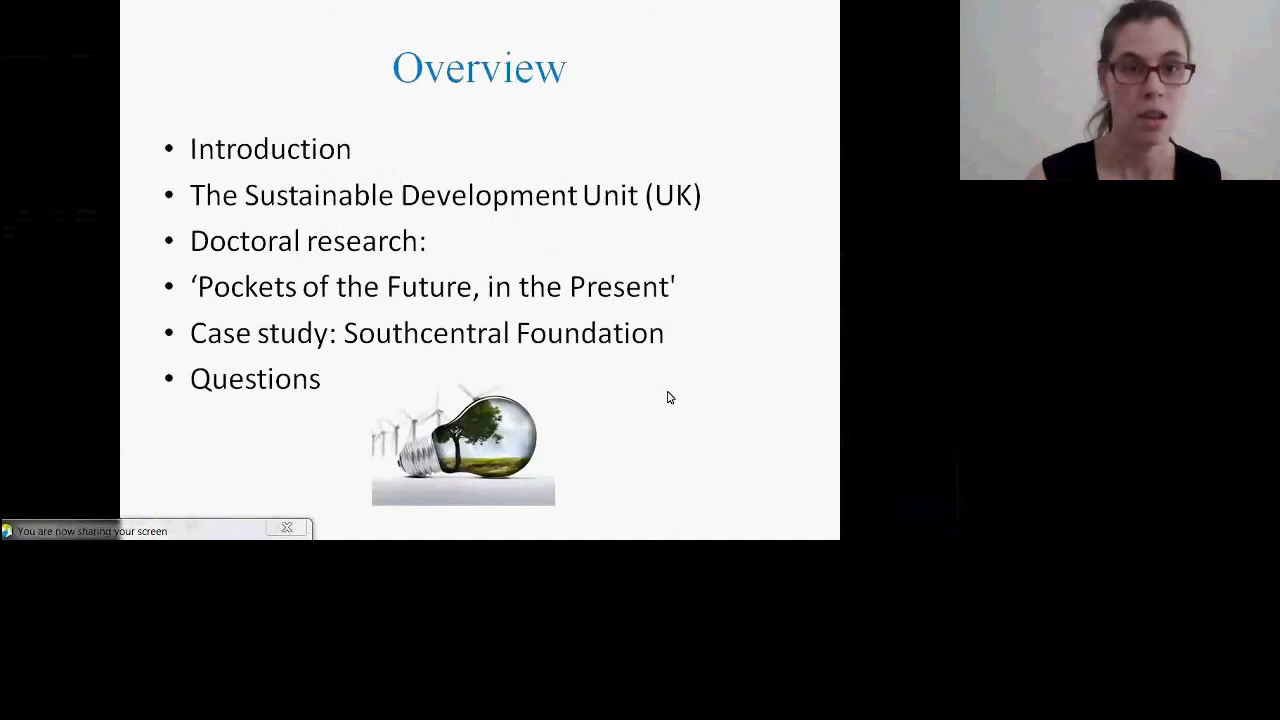 Overview
• Introduction
• The Sustainable Development Unit (UK)
• Doctoral research:
• ‘Pockets of the Future, in the Present'
• Case study: Southcentral Foundation
• Questions
You are now sharing your screen